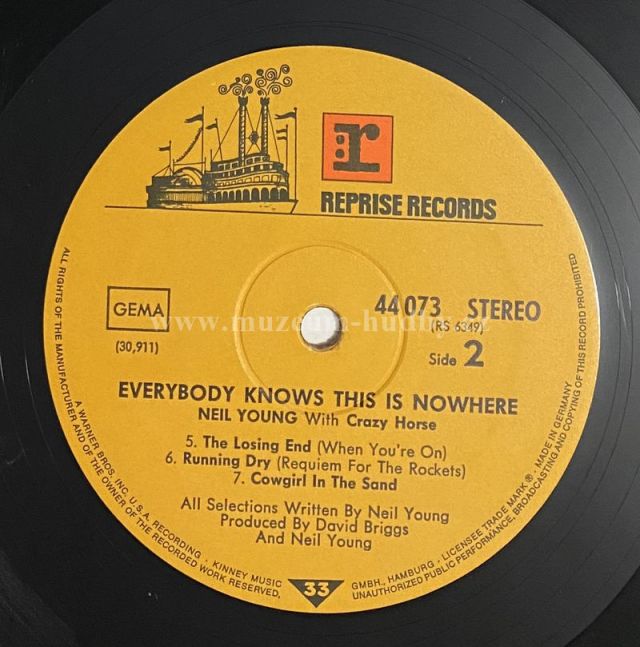 r
REPRISE RECORDS
GEMA
(30,911)
44 073 STEREO
(RS 6349)
Side 2
www.muzeum-hudby.cz
EVERYBODY KNOWS THIS IS NOWHERE
NEIL YOUNG With Crazy Horse
5. The Losing End (When You're On)
6. Running Dry (Requiem For The Rockets)
7. Cowgirl In The Sand
All Selections Written By Neil Young
Produced By David Briggs
And Neil Young
33
ALL RIGHTS OF THE MANUFACTURER AND OF THE OWNER OF THE RECORDED WORK RESERVED,
UNAUTHORIZED PUBLIC PERFORMANCE, BROADCASTING AND COPYING OF THIS RECORD PROHIBITED
A WARNER BROS. INC. U.S.A. RECORDING · KINNEY MUSIC
GMBH., HAMBURG · LICENSEE TRADE MARK ® · MADE IN GERMANY